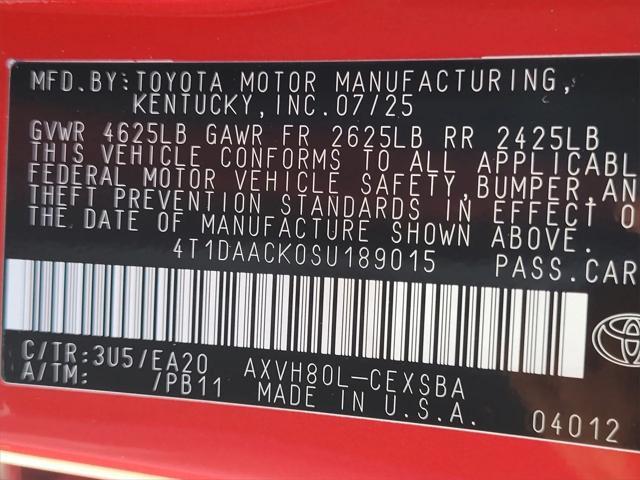 MFD.BY:TOYOTA MOTOR MANUFACTURING,
KENTUCKY,INC.07/25
GVWR 4625LB GAWR FR 2625LB RR 2425LB
THIS VEHICLE CONFORMS TO ALL APPLICABL
FEDERAL MOTOR VEHICLE SAFETY,BUMPER,AN
THEFT PREVENTION STANDARDS IN EFFECT O
THE DATE OF MANUFACTURE SHOWN ABOVE.
4T1DAACK0SU189015 PASS.CAR
C/TR:3U5/EA20 AXVH80L-CEXSBA
A/TM: /PB11 MADE IN U.S.A.
04012